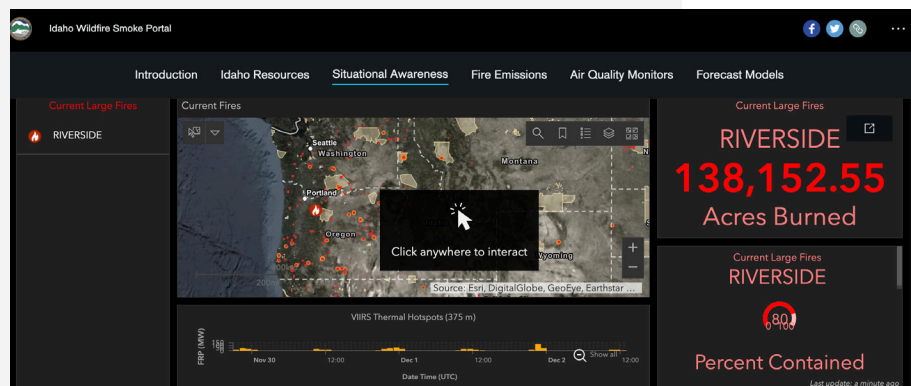 Idaho Wildfire Smoke Portal
Introduction
Idaho Resources
Situational Awareness
Fire Emissions
Air Quality Monitors
Forecast Models
Current Large Fires
RIVERSIDE
Current Fires
Seattle
Washington
Montana
Portland
Oregon
Wyoming
Click anywhere to interact
Source: Esri, DigitalGlobe, GeoEye, Earthstar ...
VIIRS Thermal Hotspots (375 m)
FRP (MW)
Nov 30
12:00
Dec 1
12:00
Dec 2
12:00
Show all
Date Time (UTC)
Current Large Fires
RIVERSIDE
138,152.55
Acres Burned
Current Large Fires
RIVERSIDE
80
0 100
Percent Contained
Last update: a minute ago